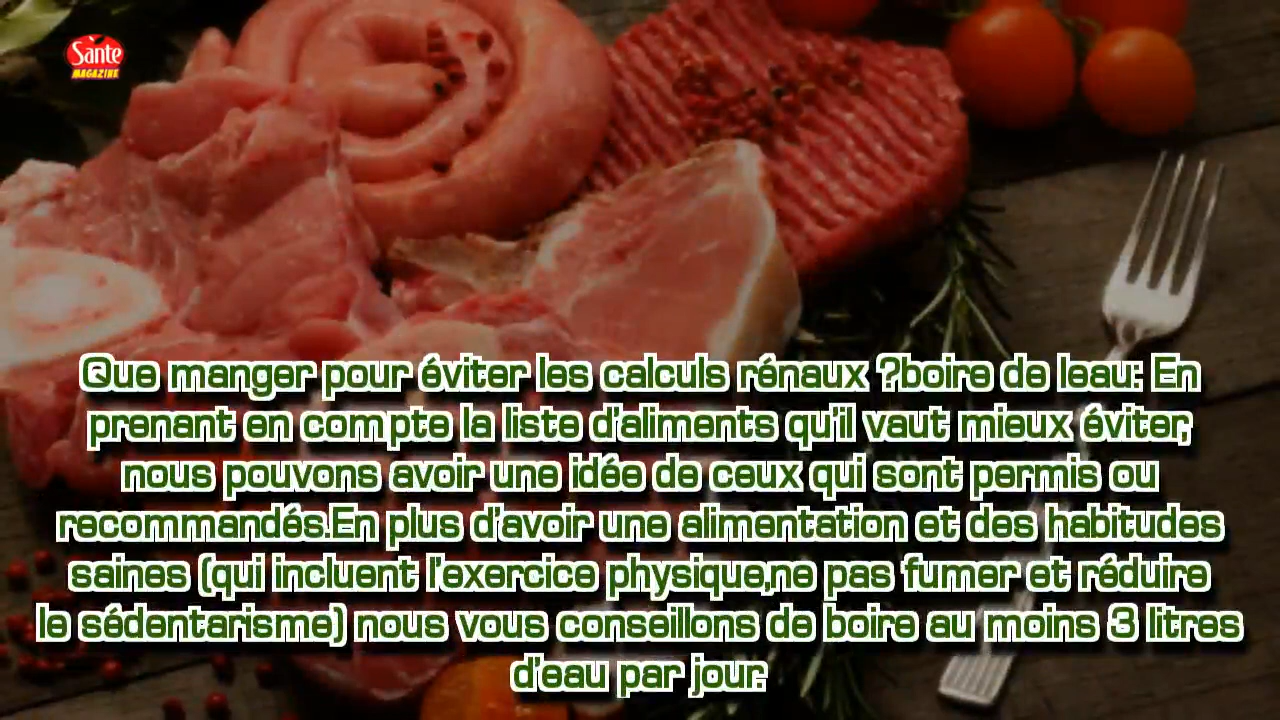 Santé
MAGAZINE
Que manger pour éviter les calculs rénaux ?boire de leau: En
prenant en compte la liste d'aliments qu'il vaut mieux éviter,
nous pouvons avoir une idée de ceux qui sont permis ou
recommandés.En plus d'avoir une alimentation et des habitudes
saines (qui incluent l'exercice physique,ne pas fumer et réduire
le sédentarisme) nous vous conseillons de boire au moins 3 litres
d'eau par jour.